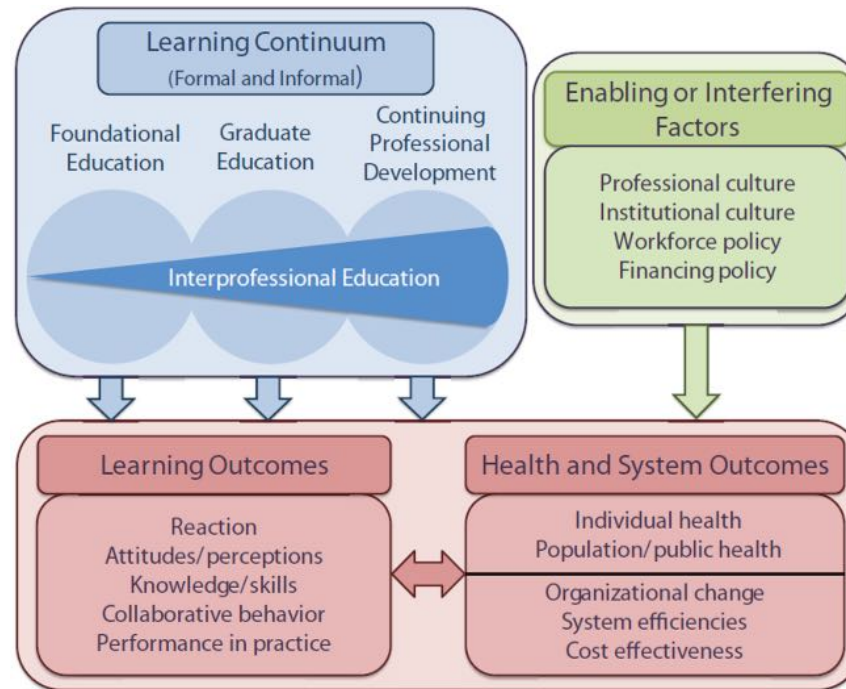 Learning Continuum
(Formal and Informal)
Foundational
Education
Graduate
Education
Continuing
Professional
Development
Interprofessional Education
Enabling or Interfering
Factors
Professional culture
Institutional culture
Workforce policy
Financing policy
Learning Outcomes
Reaction
Attitudes/perceptions
Knowledge/skills
Collaborative behavior
Performance in practice
Health and System Outcomes
Individual health
Population/public health
Organizational change
System efficiencies
Cost effectiveness